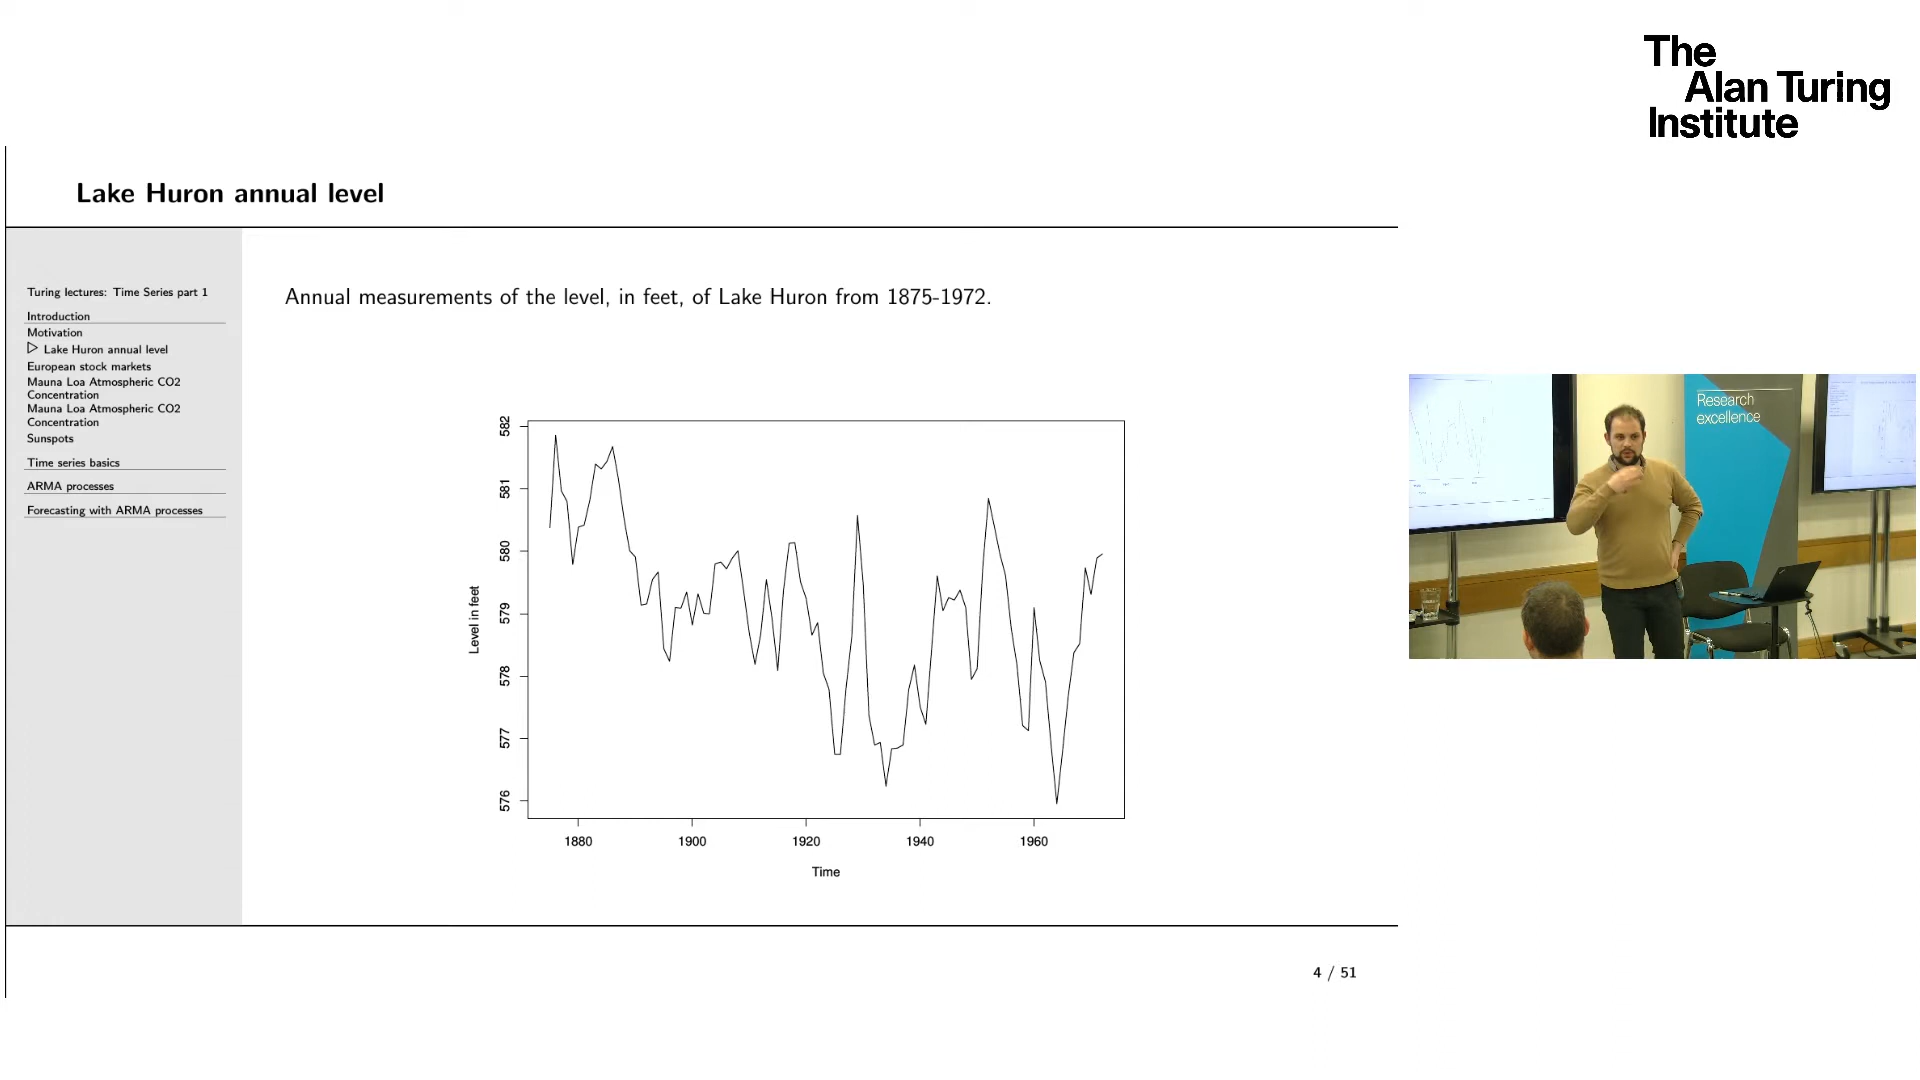 The
Alan Turing
Institute
Lake Huron annual level
Turing lectures: Time Series part 1
Introduction
Motivation
▷ Lake Huron annual level
European stock markets
Mauna Loa Atmospheric CO2
Concentration
Mauna Loa Atmospheric CO2
Concentration
Sunspots
Time series basics
ARMA processes
Forecasting with ARMA processes
Annual measurements of the level, in feet, of Lake Huron from 1875-1972.
582
581
580
579
578
577
576
Level in feet
1880 1900 1920 1940 1960
Time
Research
excellence
4 / 51